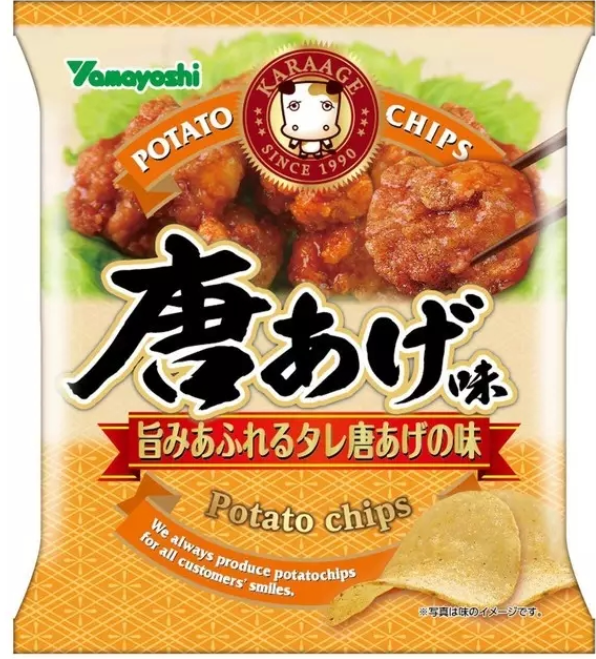 Yamayoshi
KARAAGE
SINCE 1990
POTATO CHIPS
唐あげ味
旨みあふれるタレ唐あげの味
Potato chips
We always produce potatochips
for all customers' smiles.
※写真は味のイメージです。